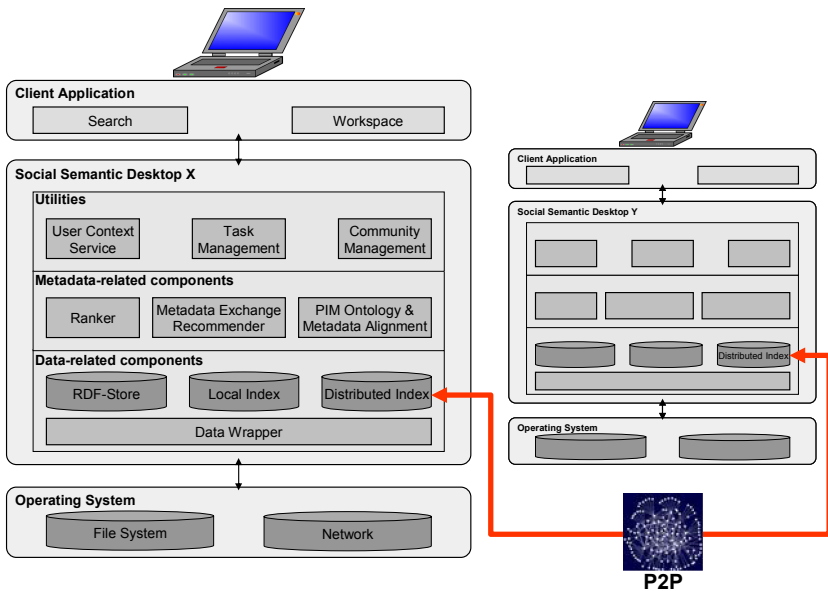 Client Application
Search
Workspace
Social Semantic Desktop X
Utilities
User Context
Service
Task
Management
Community
Management
Metadata-related components
Ranker
Metadata Exchange
Recommender
PIM Ontology &
Metadata Alignment
Data-related components
RDF-Store
Local Index
Distributed Index
Data Wrapper
Operating System
File System
Network
Client Application
Social Semantic Desktop Y
Distributed Index
Operating System
P2P